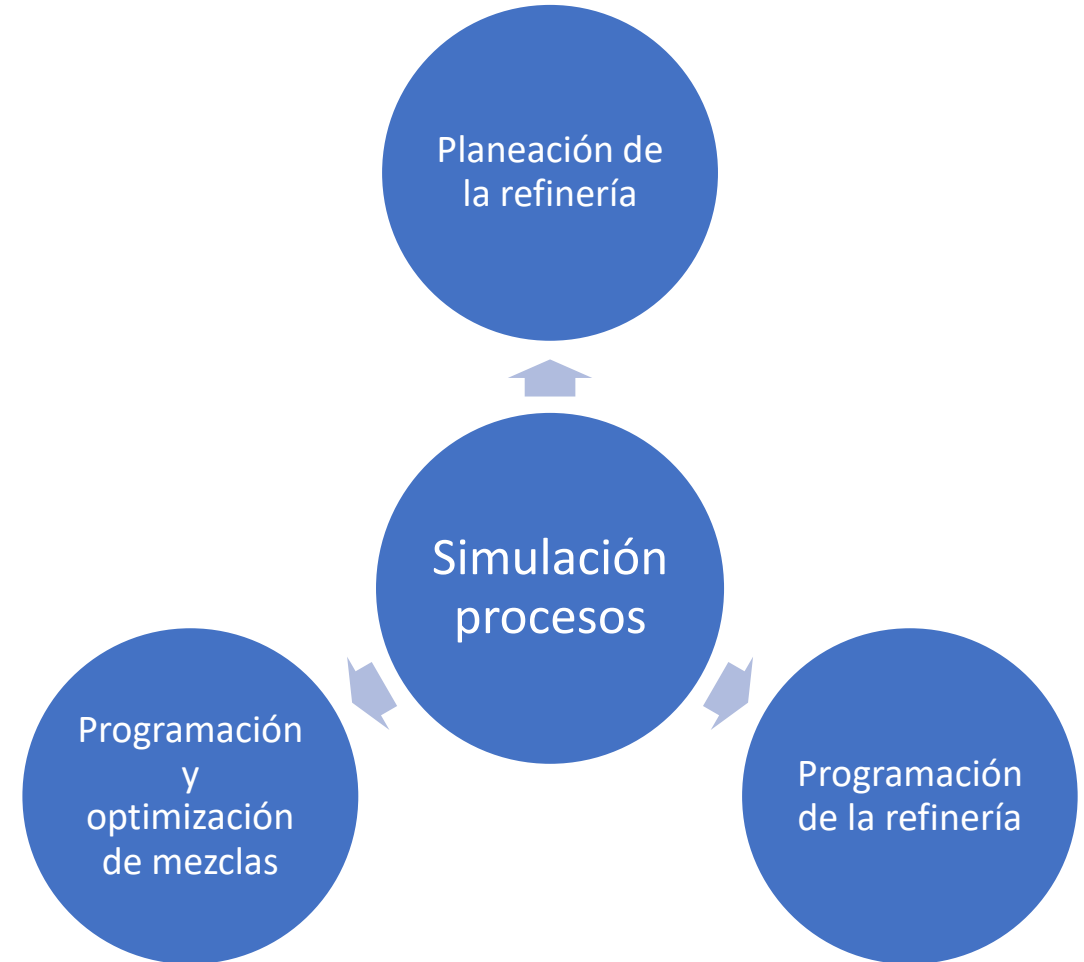 Planeación de
la refinería
Simulación
procesos
Programación
y
optimización
de mezclas
Programación
de la refinería